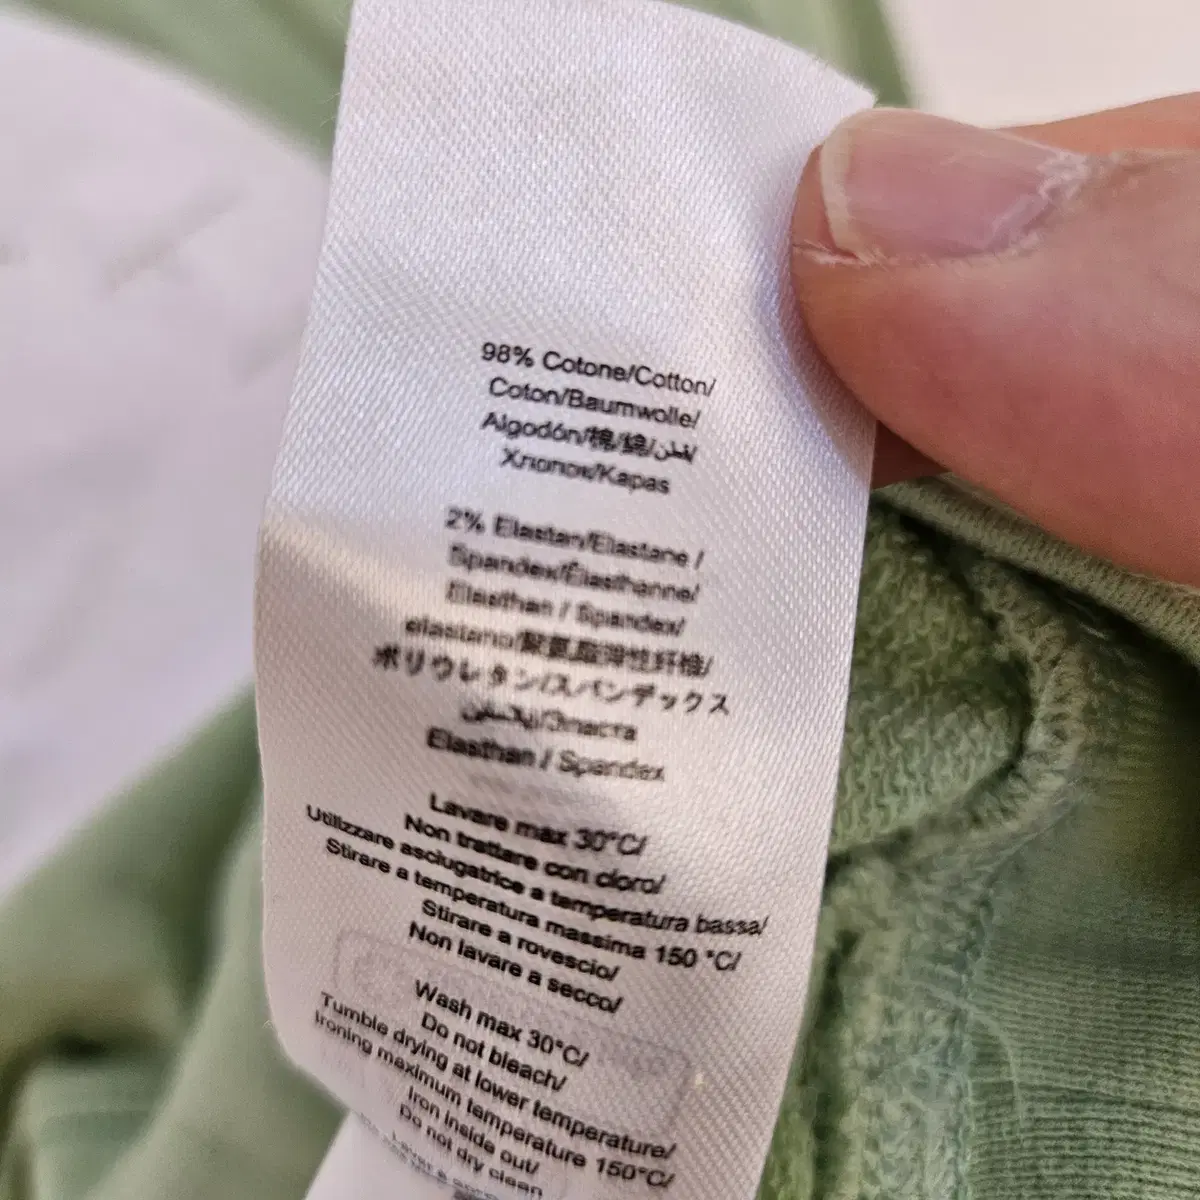 98% Cotone/Cotton/
Coton/Baumwolle/
Algodón/棉/綿/قطن/
Хлопок/Kapas
2% Elastan/Elastane /
Spandex/Élasthanne/
Elasthan / Spandex/
elastano/聚氨酯弹性纤维/
ポリウレタン/スパンデックス
Эласта
Elasthan / Spandex
Lavare max 30°C/
Non trattare con cloro/
Utilizzare asciugatrice a temperatura bassa/
Stirare a temperatura massima 150 °C/
Stirare a rovescio/
Non lavare a secco/
Wash max 30°C/
Do not bleach/
Tumble drying at lower temperature/
Ironing maximum temperature 150°C/
Iron inside out/
Do not dry clean